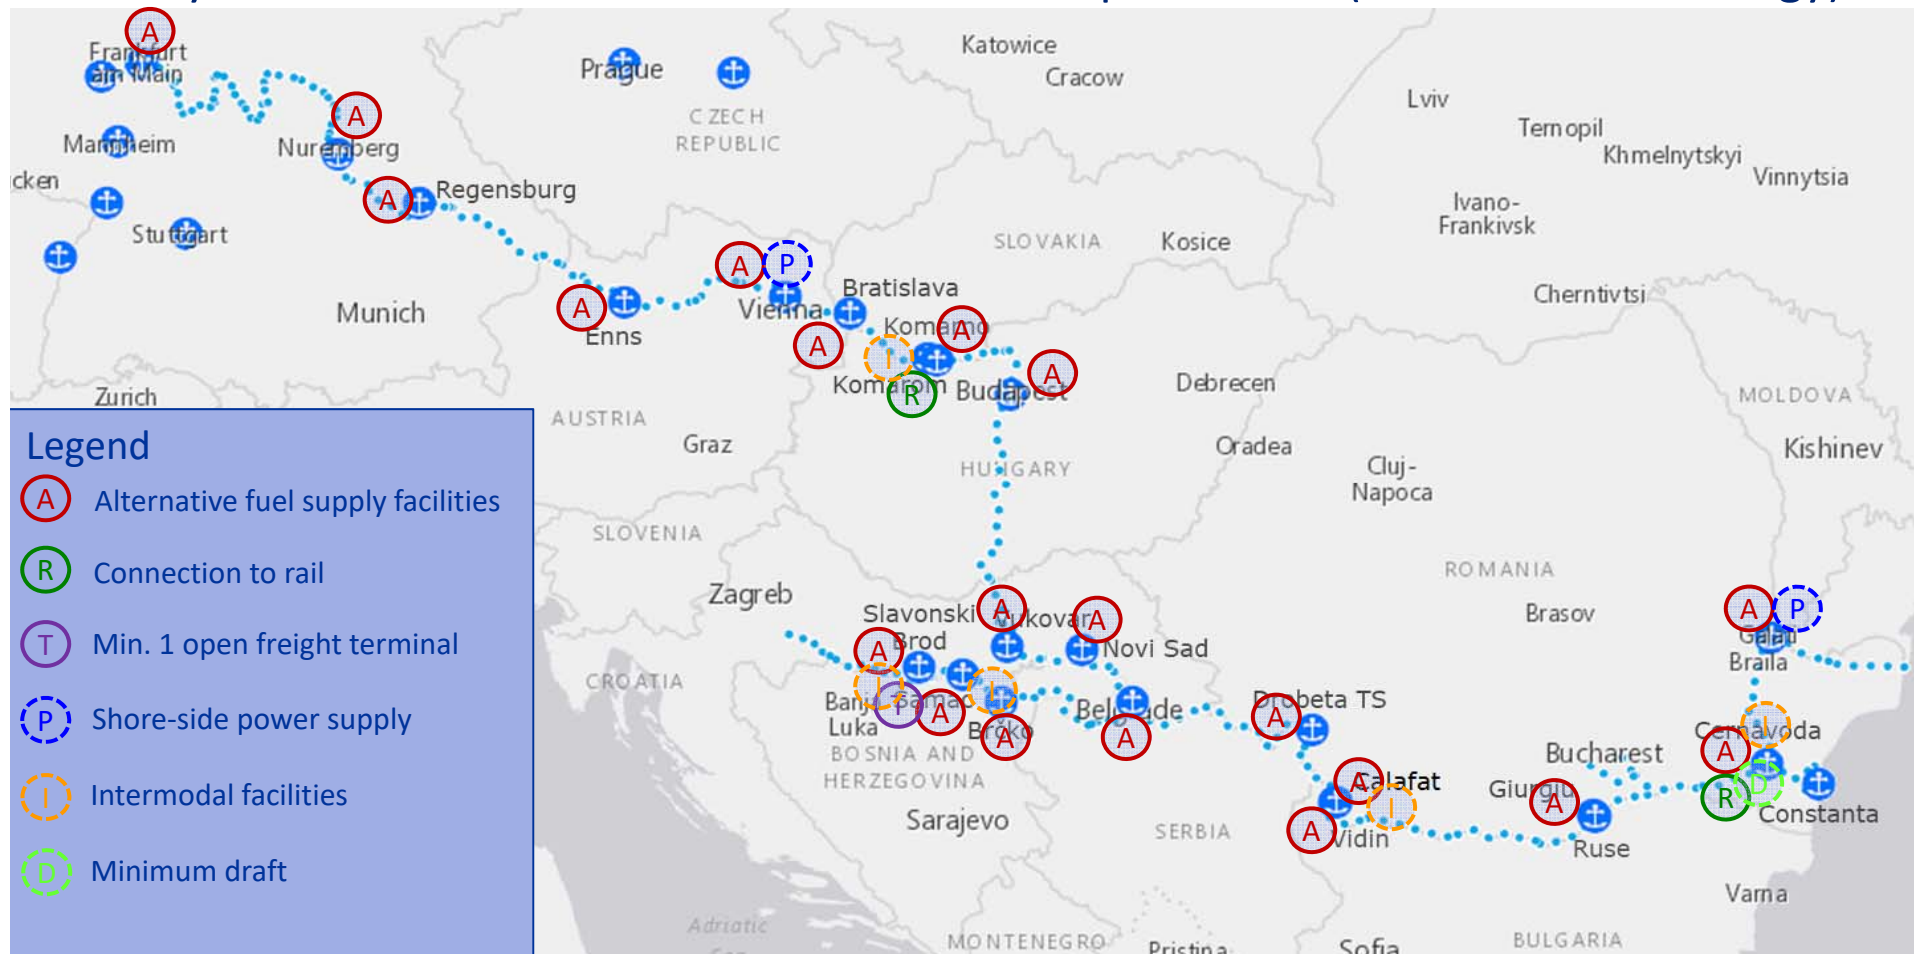 A
Frankfurt
am Main
Prague
Katowice
Cracow
Lviv
Ternopil
Khmelnytskyi
Vinnytsia
CZECH
REPUBLIC
A
Mannheim
Nuremberg
cken
A
Regensburg
Ivano-
Frankivsk
Stuttgart
SLOVAKIA
Kosice
A
P
Munich
A
Enns
Vienna
Bratislava
Cherntivtsi
A
Komarno
A
I
Komarom
R
Budapest
A
Debrecen
Zurich
AUSTRIA
Graz
HUNGARY
Oradea
Cluj-
Napoca
MOLDOVA
Kishinev
Legend
A Alternative fuel supply facilities
R Connection to rail
T Min. 1 open freight terminal
P Shore-side power supply
I Intermodal facilities
D Minimum draft
SLOVENIA
ROMANIA
Zagreb
Slavonski
Brod
A
A
Vukovar
A
Novi Sad
Brasov
A
P
Galati
Braila
CROATIA
I
Banja
Luka
T
Samac
A
I
Brčko
A
Belgrade
A
Drobeta TS
A
BOSNIA AND
HERZEGOVINA
Bucharest
I
Cernavoda
A
D
R
Constanta
A
Calafat
I
Giurgiu
A
Sarajevo
SERBIA
A
Vidin
Ruse
Varna
Adriatic
MONTENEGRO
Pristina
Sofia
BULGARIA